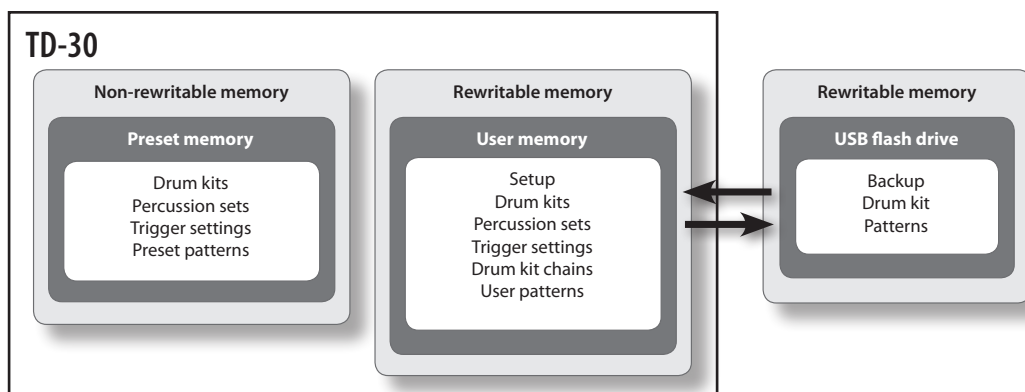 TD-30
Non-rewritable memory
Preset memory
Drum kits
Percussion sets
Trigger settings
Preset patterns
Rewritable memory
User memory
Setup
Drum kits
Percussion sets
Trigger settings
Drum kit chains
User patterns
Rewritable memory
USB flash drive
Backup
Drum kit
Patterns